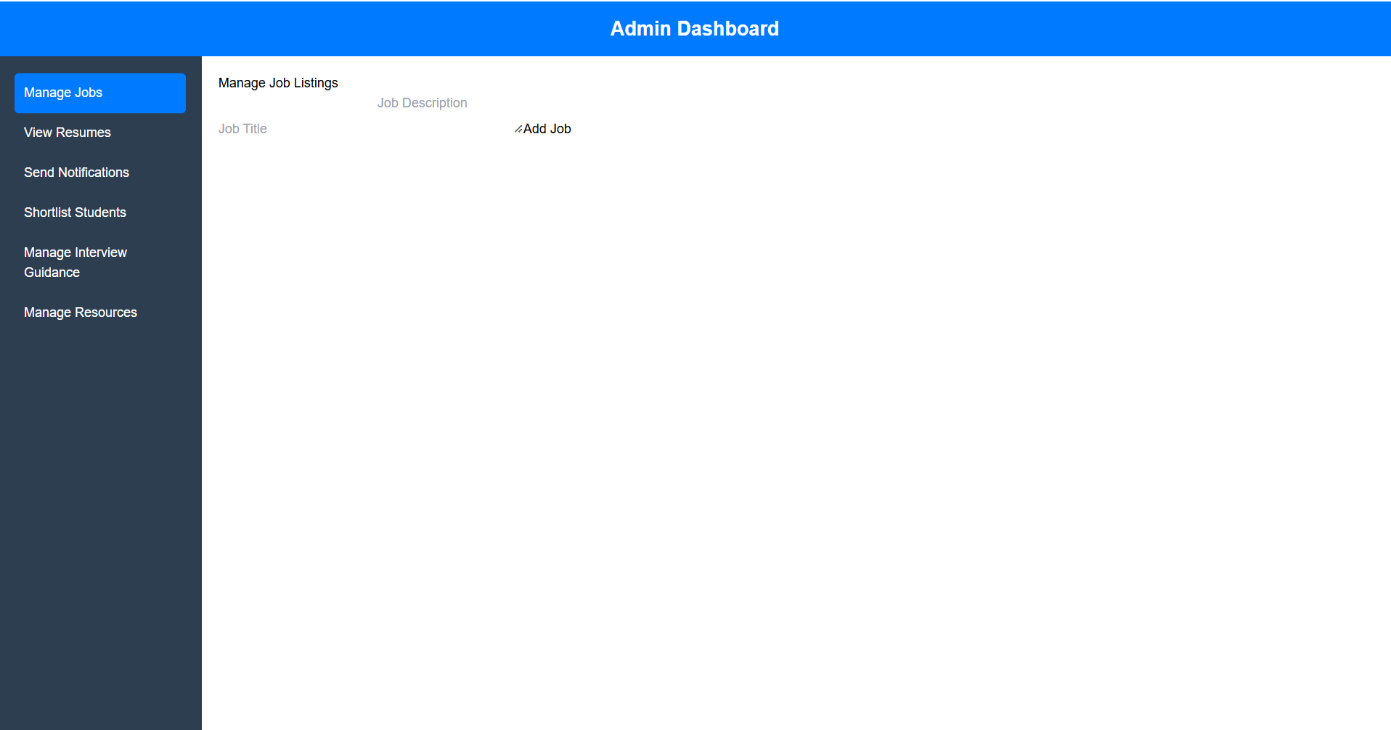 Admin Dashboard
Manage Jobs
View Resumes
Send Notifications
Shortlist Students
Manage Interview
Guidance
Manage Resources
Manage Job Listings
Job Description
Job Title
Add Job